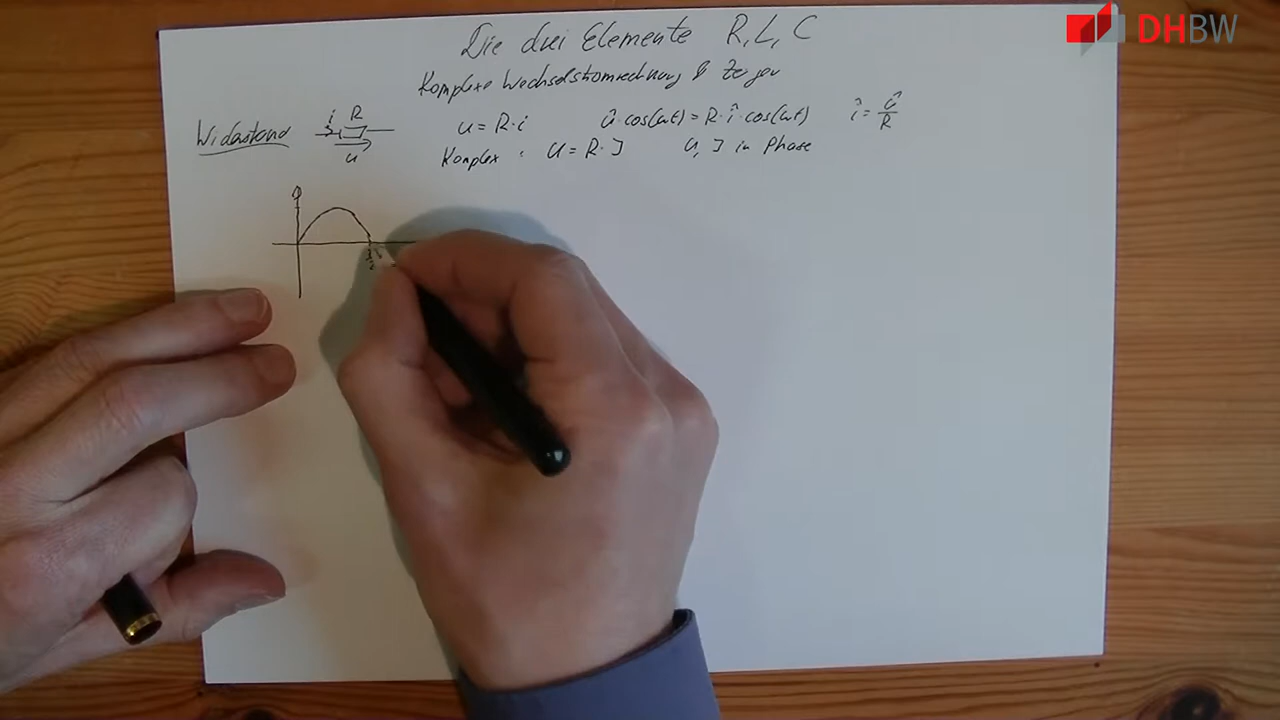 DHBW
Die drei Elemente R, L, C
Komplexe Wechselstromrechnung & Zeiger
Widerstand i R u u = R·i û·cos(ωt) = R·î·cos(ωt) î = û/R
Komplex: U = R·I U, I in Phase